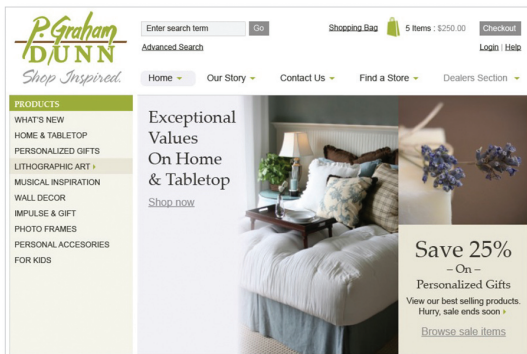 P. Graham
DUNN
Shop Inspired.
Enter search term
Go
Shopping Bag
5 Items : $250.00
Checkout
Advanced Search
Login | Help
Home
Our Story
Contact Us
Find a Store
Dealers Section
PRODUCTS
WHAT'S NEW
HOME & TABLETOP
PERSONALIZED GIFTS
LITHOGRAPHIC ART
MUSICAL INSPIRATION
WALL DECOR
IMPULSE & GIFT
PHOTO FRAMES
PERSONAL ACCESORIES
FOR KIDS
Exceptional
Values
On Home
& Tabletop
Shop now
Save 25%
– On –
Personalized Gifts
View our best selling products.
Hurry, sale ends soon
Browse sale items